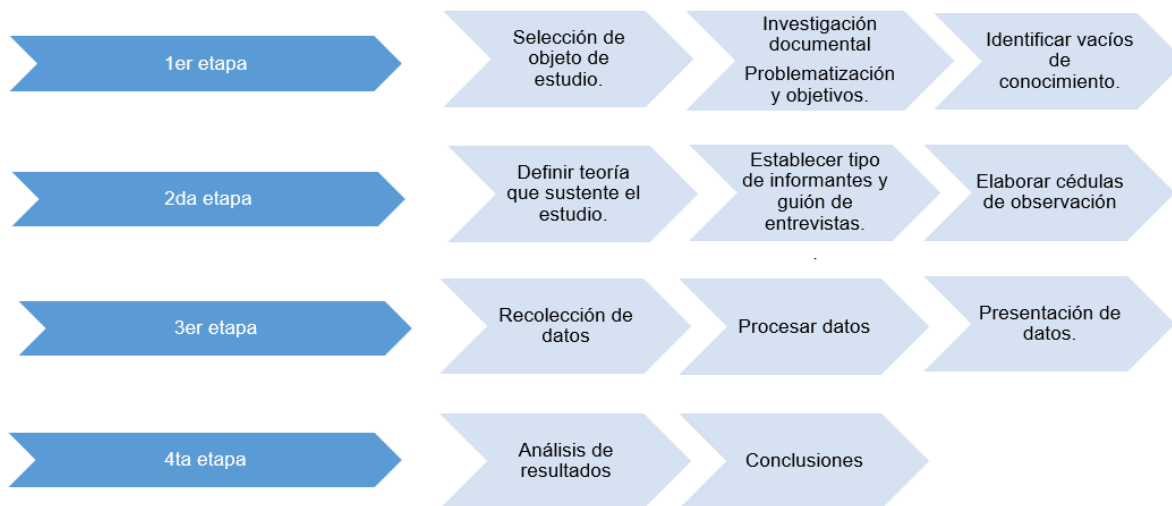 1er etapa
Selección de
objeto de
estudio.
Investigación
documental
Problematización
y objetivos.
Identificar vacíos
de
conocimiento.
2da etapa
Definir teoría
que sustente el
estudio.
Establecer tipo
de informantes y
guión de
entrevistas.
.
Elaborar cédulas
de observación
3er etapa
Recolección de
datos
Procesar datos
Presentación de
datos.
4ta etapa
Análisis de
resultados
Conclusiones